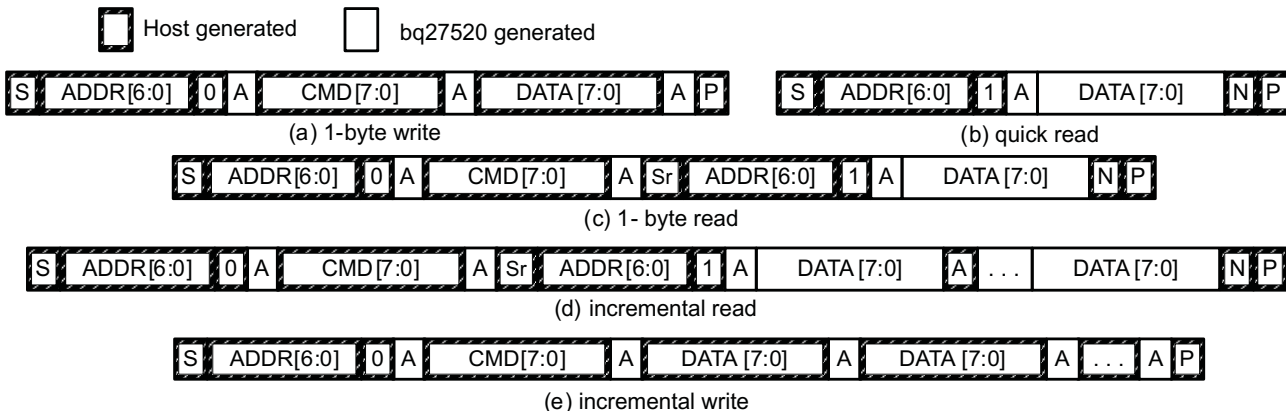 Host generated bq27520 generated
S ADDR[6:0] 0 A CMD[7:0] A DATA[7:0] A P S ADDR[6:0] 1 A DATA[7:0] N P
(a) 1-byte write (b) quick read
S ADDR[6:0] 0 A CMD[7:0] A Sr ADDR[6:0] 1 A DATA[7:0] N P
(c) 1- byte read
S ADDR[6:0] 0 A CMD[7:0] A Sr ADDR[6:0] 1 A DATA[7:0] A . . . DATA[7:0] N P
(d) incremental read
S ADDR[6:0] 0 A CMD[7:0] A DATA[7:0] A DATA[7:0] A . . . A P
(e) incremental write